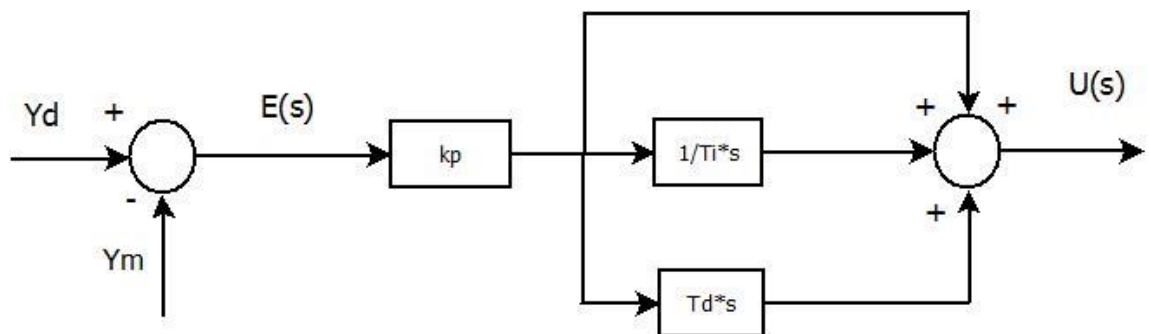 Yd
+
-
Ym
E(s)
kp
1/Ti*s
Td*s
+
+
+
U(s)